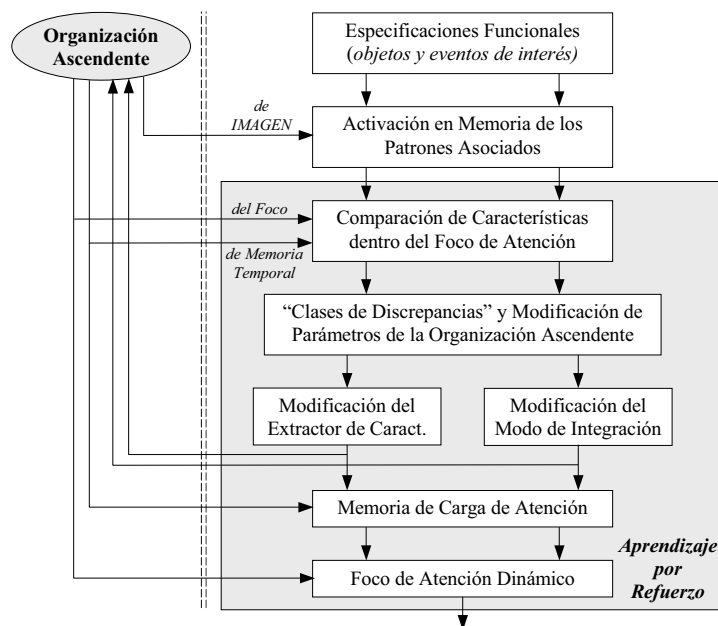 Organización
Ascendente
Especificaciones Funcionales
(objetos y eventos de interés)
de
IMAGEN
Activación en Memoria de los
Patrones Asociados
del Foco
Comparación de Características
dentro del Foco de Atención
de Memoria
Temporal
“Clases de Discrepancias” y Modificación de
Parámetros de la Organización Ascendente
Modificación del
Extractor de Caract.
Modificación del
Modo de Integración
Memoria de Carga de Atención
Foco de Atención Dinámico
Aprendizaje
por
Refuerzo